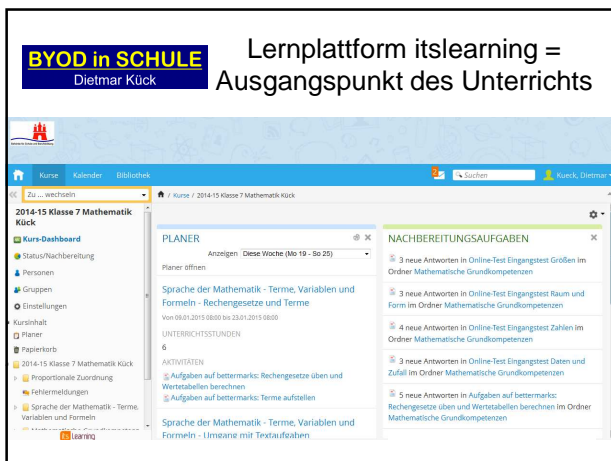 BYOD in SCHULE
Dietmar Kück
Lernplattform itslearning =
Ausgangspunkt des Unterrichts
Kurse Kalender Bibliothek
2
Suchen
Kueck, Dietmar
Zu ... wechseln
/ Kurse / 2014-15 Klasse 7 Mathematik Kück
2014-15 Klasse 7 Mathematik
Kück
Kurs-Dashboard
Status/Nachbereitung
Personen
Gruppen
Einstellungen
Kursinhalt
Planer
Papierkorb
2014-15 Klasse 7 Mathematik Kück
Proportionale Zuordnung
Fehlermeldungen
Sprache der Mathematik - Terme,
Variablen und Formeln
its learning
PLANER
Anzeigen Diese Woche (Mo 19 - So 25)
Planer öffnen
Sprache der Mathematik - Terme, Variablen und
Formeln - Rechengesetze und Terme
Von 09.01.2015 08:00 bis 23.01.2015 08:00
UNTERRICHTSSTUNDEN
6
AKTIVITÄTEN
Aufgaben auf bettermarks: Rechengesetze üben und
Wertetabellen berechnen
Aufgaben auf bettermarks: Terme aufstellen
Sprache der Mathematik - Terme, Variablen und
Formeln - Umgang mit Textaufgaben
NACHBEREITUNGSAUFGABEN
3 neue Antworten in Online-Test Eingangstest Größen im
Ordner Mathematische Grundkompetenzen
3 neue Antworten in Online-Test Eingangstest Raum und
Form im Ordner Mathematische Grundkompetenzen
4 neue Antworten in Online-Test Eingangstest Zahlen im
Ordner Mathematische Grundkompetenzen
3 neue Antworten in Online-Test Eingangstest Daten und
Zufall im Ordner Mathematische Grundkompetenzen
5 neue Antworten in Aufgaben auf bettermarks:
Rechengesetze üben und Wertetabellen berechnen im Ordner
Mathematische Grundkompetenzen